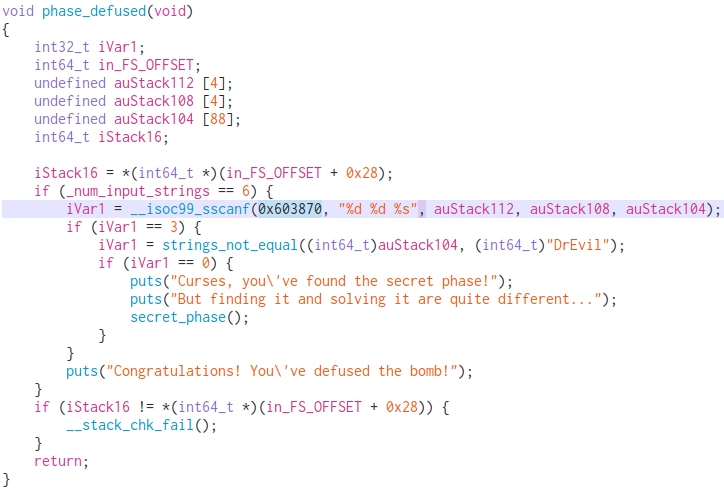 void phase_defused(void)
{
    int32_t iVar1;
    int64_t in_FS_OFFSET;
    undefined auStack112 [4];
    undefined auStack108 [4];
    undefined auStack104 [88];
    int64_t iStack16;

    iStack16 = *(int64_t *)(in_FS_OFFSET + 0x28);
    if (_num_input_strings == 6) {
        iVar1 = __isoc99_sscanf(0x603870, "%d %d %s", auStack112, auStack108, auStack104);
        if (iVar1 == 3) {
            iVar1 = strings_not_equal((int64_t)auStack104, (int64_t)"DrEvil");
            if (iVar1 == 0) {
                puts("Curses, you\'ve found the secret phase!");
                puts("But finding it and solving it are quite different...");
                secret_phase();
            }
        }
        puts("Congratulations! You\'ve defused the bomb!");
    }
    if (iStack16 != *(int64_t *)(in_FS_OFFSET + 0x28)) {
        __stack_chk_fail();
    }
    return;
}